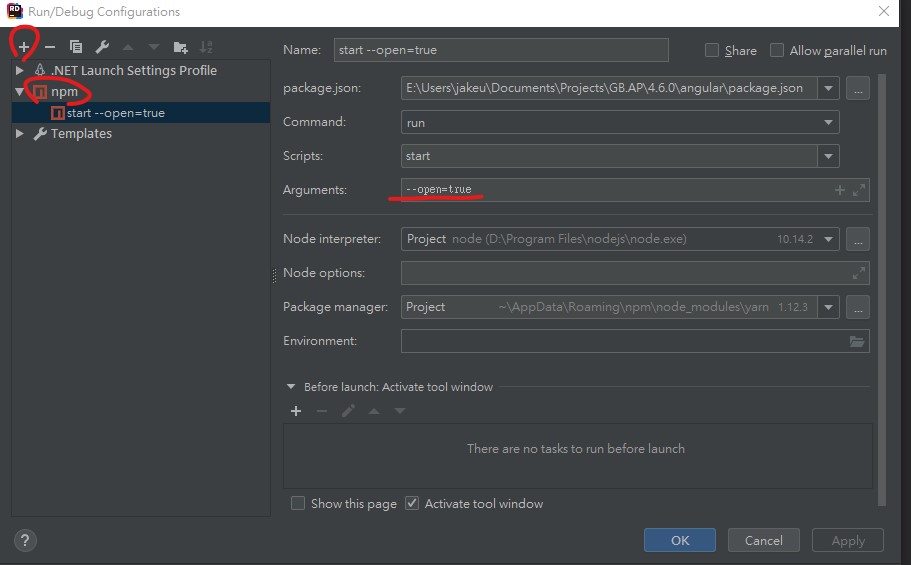 RD Run/Debug Configurations
Name: start --open=true Share Allow parallel run
.NET Launch Settings Profile
npm
start --open=true
Templates
package.json: E:\Users\jakeu\Documents\Projects\GB.AP\4.6.0\angular\package.json ...
Command: run
Scripts: start
Arguments: --open=true
Node interpreter: Project node (D:\Program Files\nodejs\node.exe) 10.14.2 ...
Node options:
Package manager: Project ~\AppData\Roaming\npm\node_modules\yarn 1.12.3 ...
Environment:
Before launch: Activate tool window
There are no tasks to run before launch
Show this page Activate tool window
? OK Cancel Apply